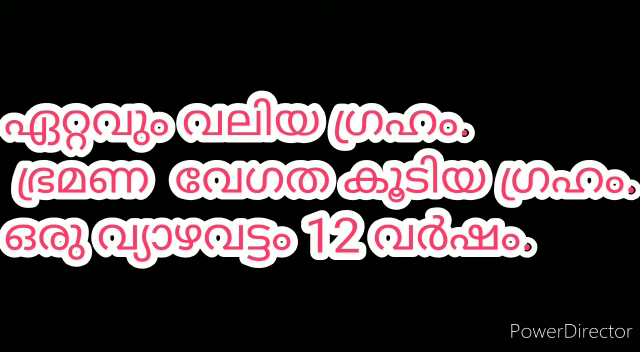 ഏറ്റവും വലിയ ഗ്രഹം.
ഭ്രമണ വേഗത കൂടിയ ഗ്രഹം.
ഒരു വ്യാഴവട്ടം 12 വർഷം.
PowerDirector